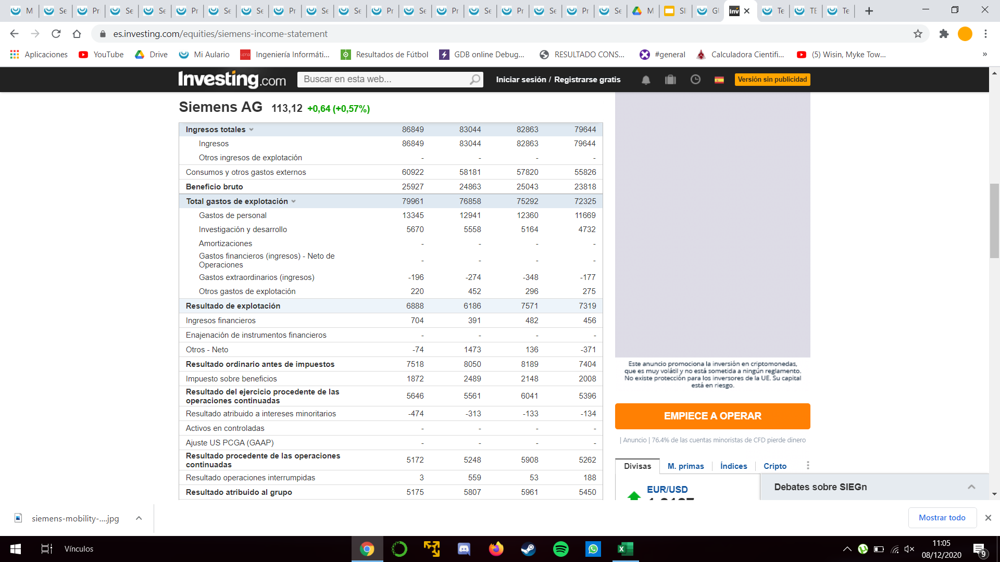 M Se Pr Se Se Pr Se Se Pr Se Se Pr Se Pr Se Pr Se Pr Se M SI GU Inv Te TE Te
es.investing.com/equities/siemens-income-statement
Aplicaciones YouTube Drive Mi Aulario upna Ingeniería Informáti... Resultados de Fútbol GDB online Debug... RESULTADO CONS... #general Calculadora Cientifi... (5) Wisin, Myke Tow... »
Investing.com Buscar en esta web... Iniciar sesión / Registrarse gratis Versión sin publicidad
Siemens AG 113,12 +0,64 (+0,57%)
Ingresos totales 86849 83044 82863 79644
Ingresos 86849 83044 82863 79644
Otros ingresos de explotación - - - -
Consumos y otros gastos externos 60922 58181 57820 55826
Beneficio bruto 25927 24863 25043 23818
Total gastos de explotación 79961 76858 75292 72325
Gastos de personal 13345 12941 12360 11669
Investigación y desarrollo 5670 5558 5164 4732
Amortizaciones - - - -
Gastos financieros (ingresos) - Neto de
Operaciones - - - -
Gastos extraordinarios (ingresos) -196 -274 -348 -177
Otros gastos de explotación 220 452 296 275
Resultado de explotación 6888 6186 7571 7319
Ingresos financieros 704 391 482 456
Enajenación de instrumentos financieros - - - -
Otros - Neto -74 1473 136 -371
Resultado ordinario antes de impuestos 7518 8050 8189 7404
Impuesto sobre beneficios 1872 2489 2148 2008
Resultado del ejercicio procedente de las
operaciones continuadas 5646 5561 6041 5396
Resultado atribuido a intereses minoritarios -474 -313 -133 -134
Activos en controladas - - - -
Ajuste US PCGA (GAAP) - - - -
Resultado procedente de las operaciones
continuadas 5172 5248 5908 5262
Resultado operaciones interrumpidas 3 559 53 188
Resultado atribuido al grupo 5175 5807 5961 5450
Este anuncio promociona la inversión en criptomonedas,
que es muy volátil y no está sometida a ningún reglamento.
No existe protección para los inversores de la UE. Su capital
está en riesgo.
EMPIECE A OPERAR
| Anuncio | 76.4% de las cuentas minoristas de CFD pierde dinero
Divisas M. primas Índices Cripto
EUR/USD
Debates sobre SIEGn
siemens-mobility-....jpg Mostrar todo
Vínculos
11:05
08/12/2020
9